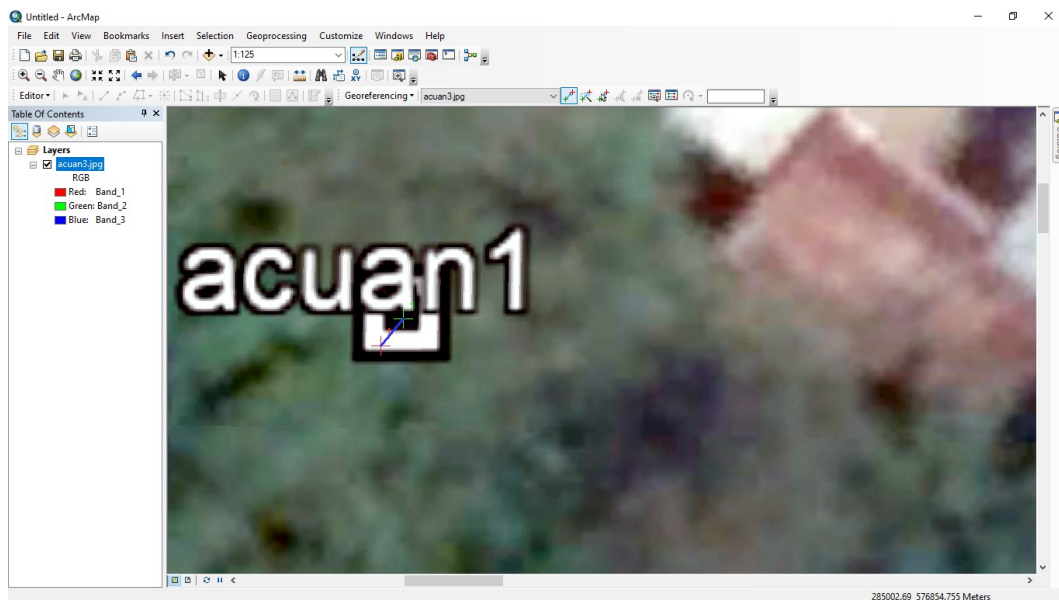 Untitled - ArcMap
File Edit View Bookmarks Insert Selection Geoprocessing Customize Windows Help
1:125
Editor Georeferencing acuan3.jpg
Table Of Contents
Layers
acuan3.jpg
RGB
Red: Band_1
Green: Band_2
Blue: Band_3
acuan1
285002.69 576854.755 Meters